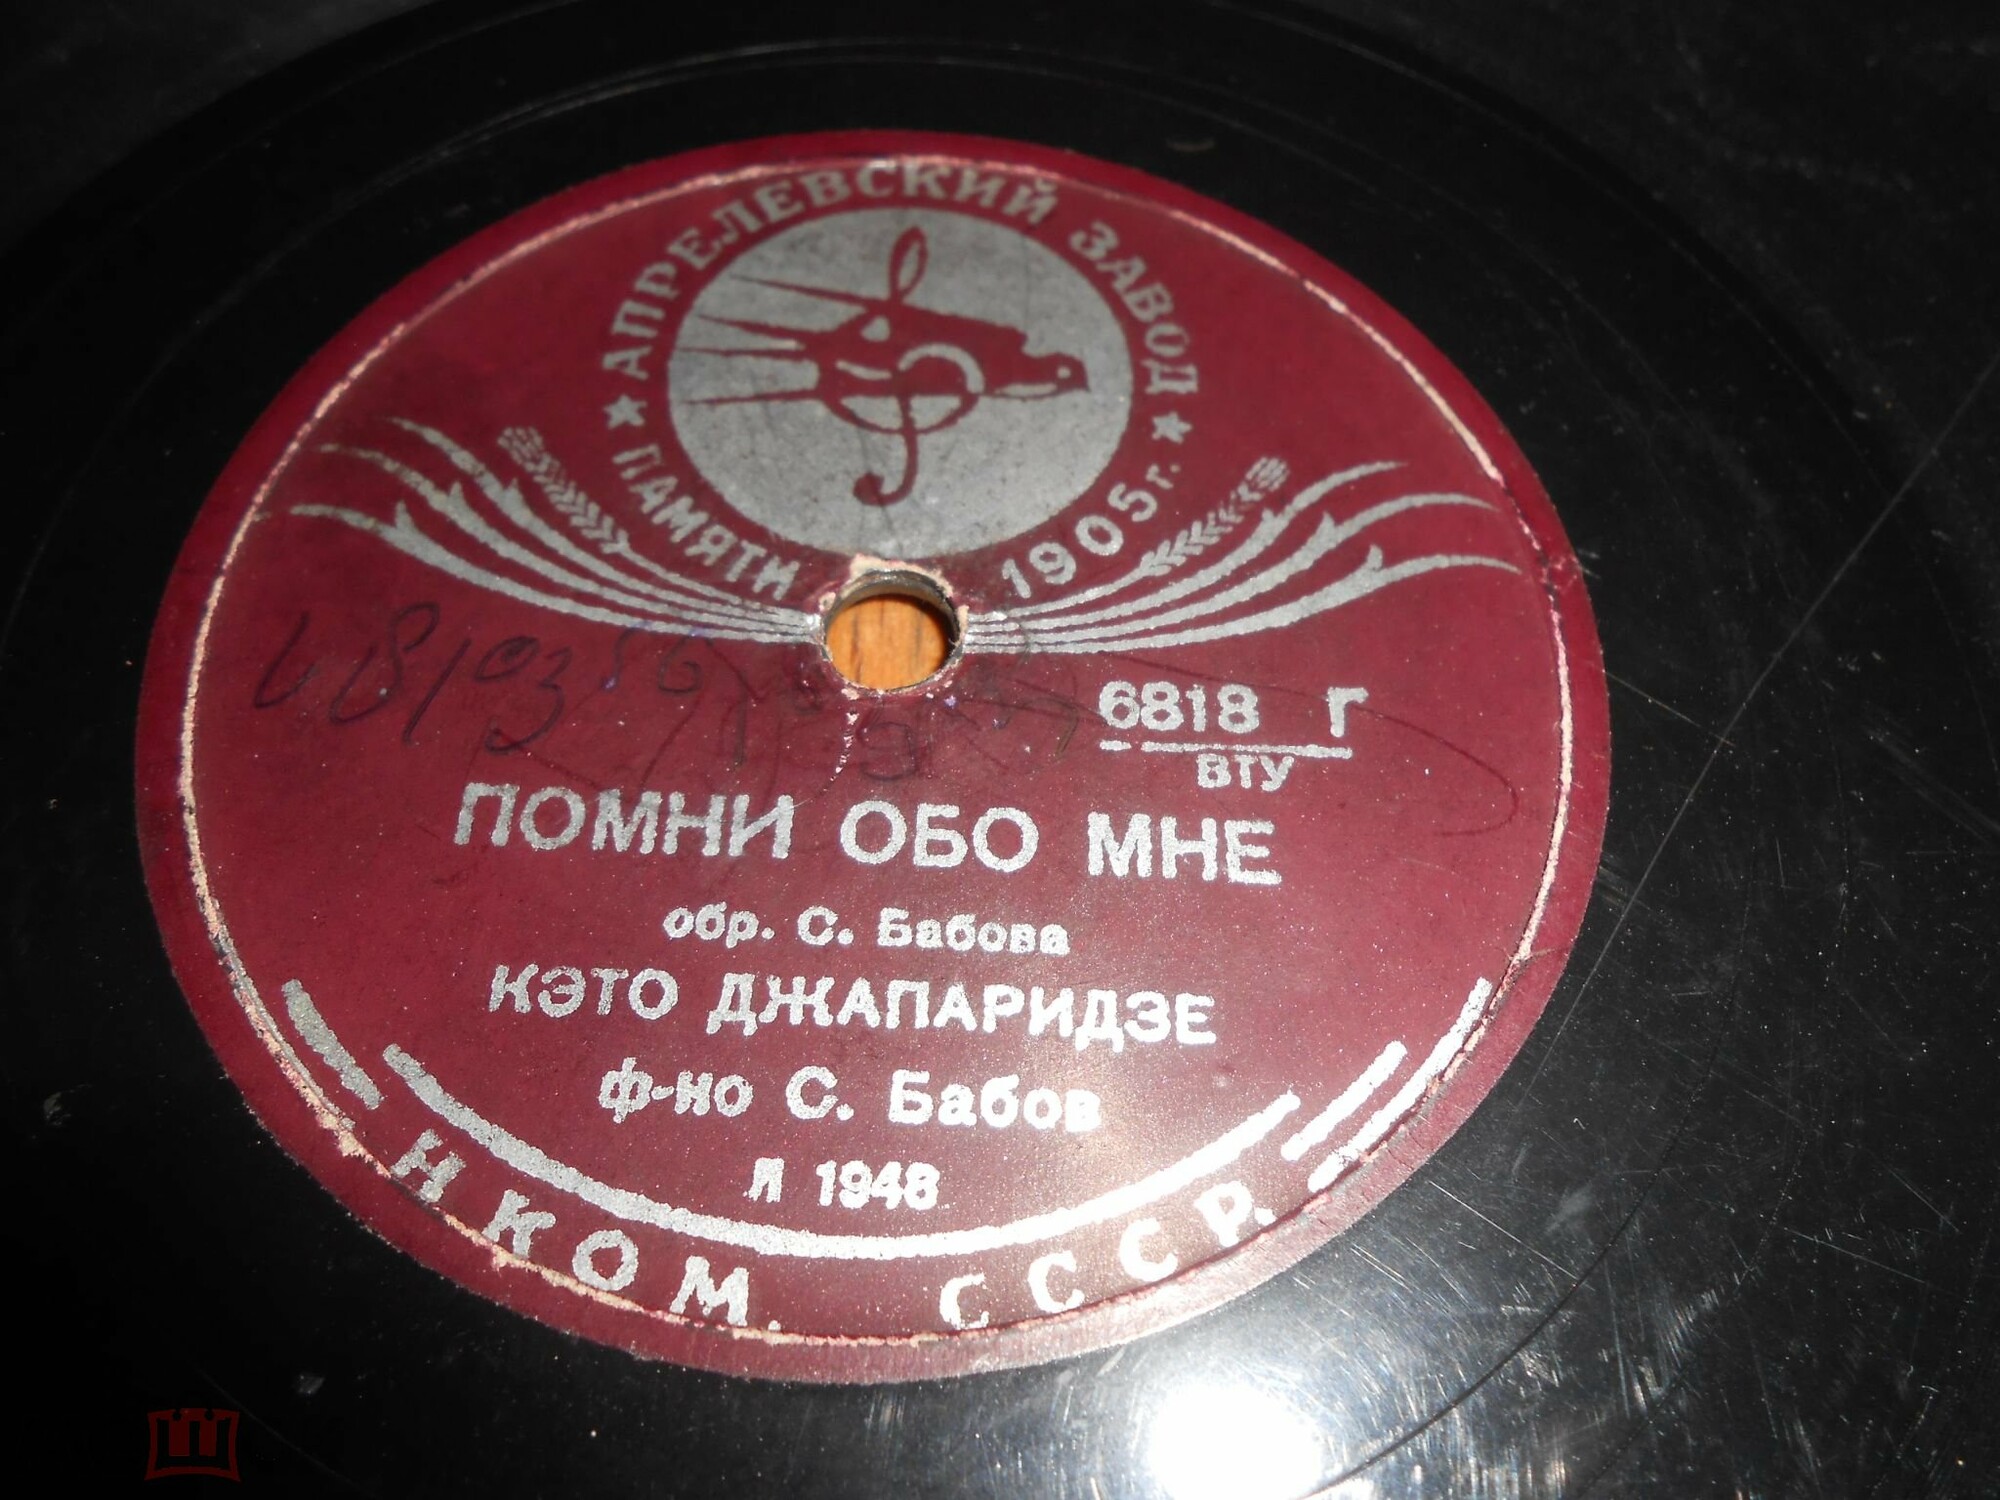 ★ АПРЕЛЕВСКИЙ ЗАВОД ★
ПАМЯТИ 1905 г.
6818 Г
ВТУ
ПОМНИ ОБО МНЕ
обр. С. Бабова
КЭТО ДЖАПАРИДЗЕ
ф-но С. Бабов
Я 1948
НКОМ. СССР.